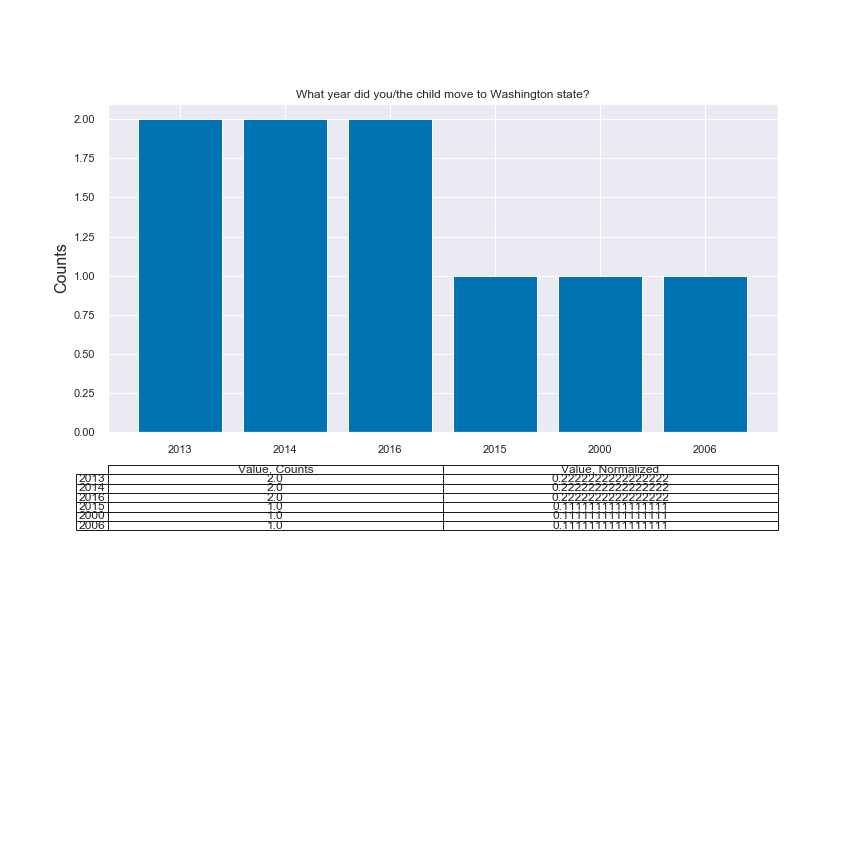 What year did you/the child move to Washington state?
2.00
1.75
1.50
1.25
1.00
0.75
0.50
0.25
0.00
Counts
2013 2014 2016 2015 2000 2006
Value, Counts Value, Normalized
2013 2.0 0.2222222222222222
2014 2.0 0.2222222222222222
2016 2.0 0.2222222222222222
2015 1.0 0.1111111111111111
2000 1.0 0.1111111111111111
2006 1.0 0.1111111111111111